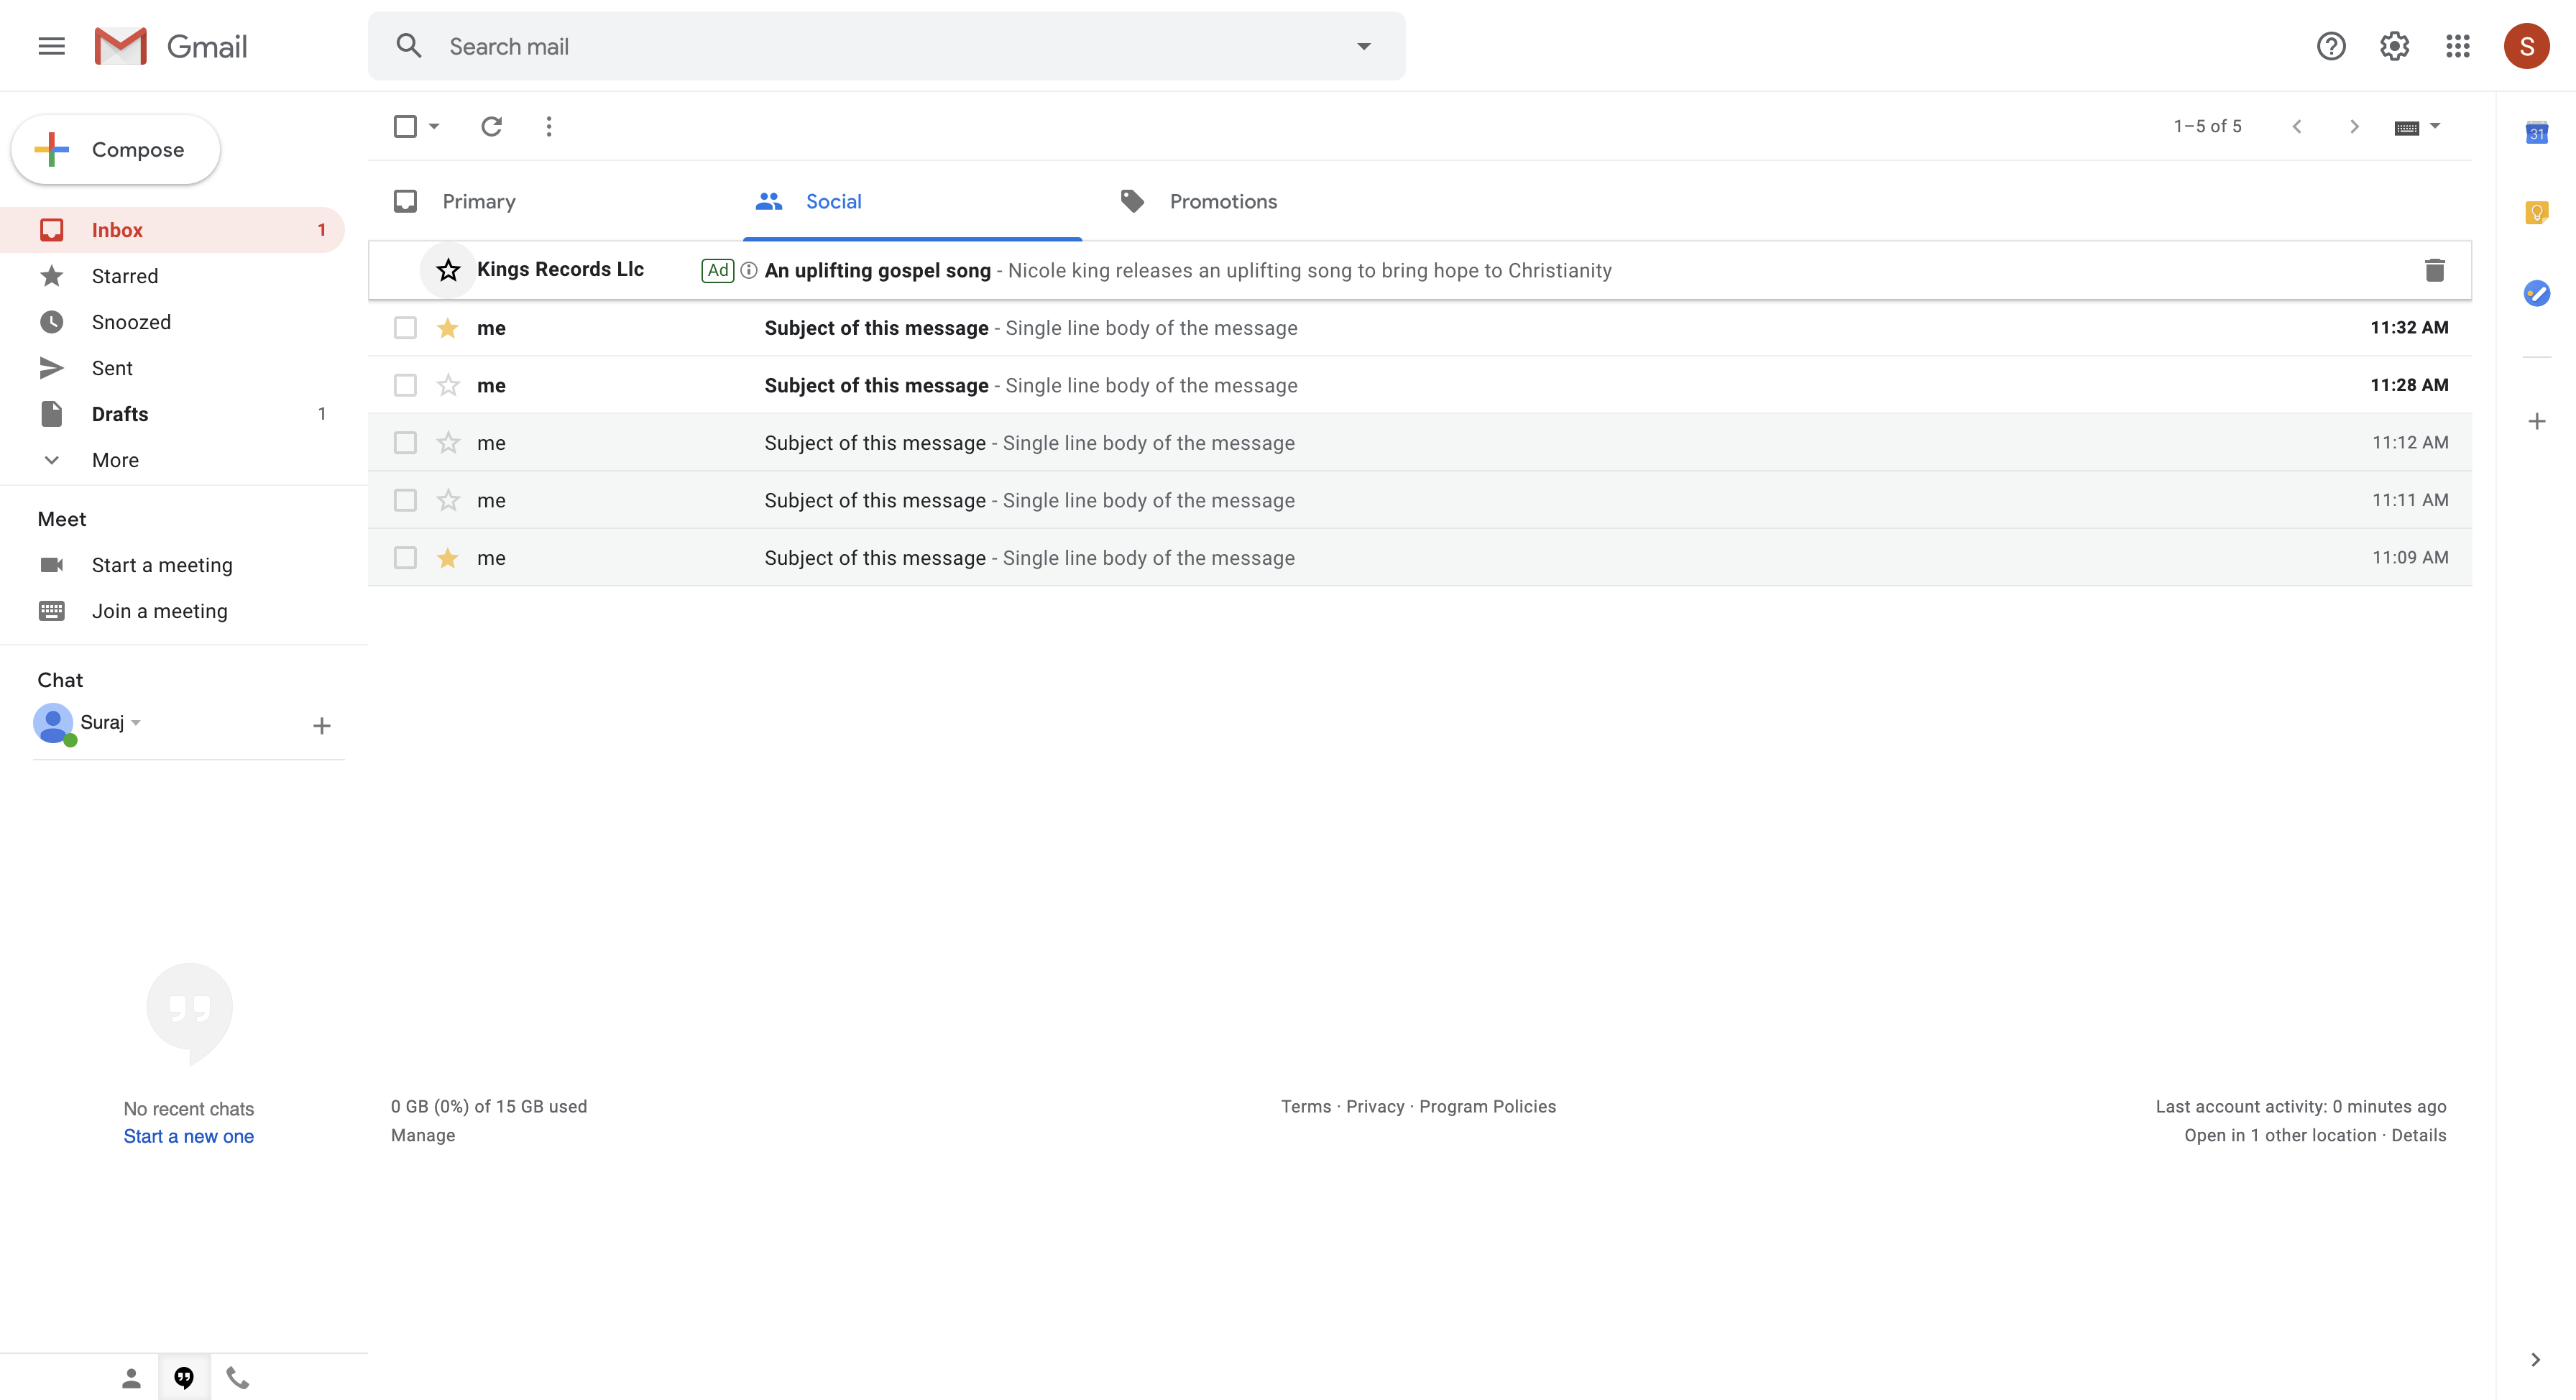 Gmail
Search mail
S
Compose
1–5 of 5
31
Primary
Social
Promotions
Inbox 1
Starred
Snoozed
Sent
Drafts 1
More
Kings Records Llc Ad An uplifting gospel song - Nicole king releases an uplifting song to bring hope to Christianity
me Subject of this message - Single line body of the message 11:32 AM
me Subject of this message - Single line body of the message 11:28 AM
me Subject of this message - Single line body of the message 11:12 AM
me Subject of this message - Single line body of the message 11:11 AM
me Subject of this message - Single line body of the message 11:09 AM
Meet
Start a meeting
Join a meeting
Chat
Suraj
No recent chats
Start a new one
0 GB (0%) of 15 GB used
Manage
Terms · Privacy · Program Policies
Last account activity: 0 minutes ago
Open in 1 other location · Details